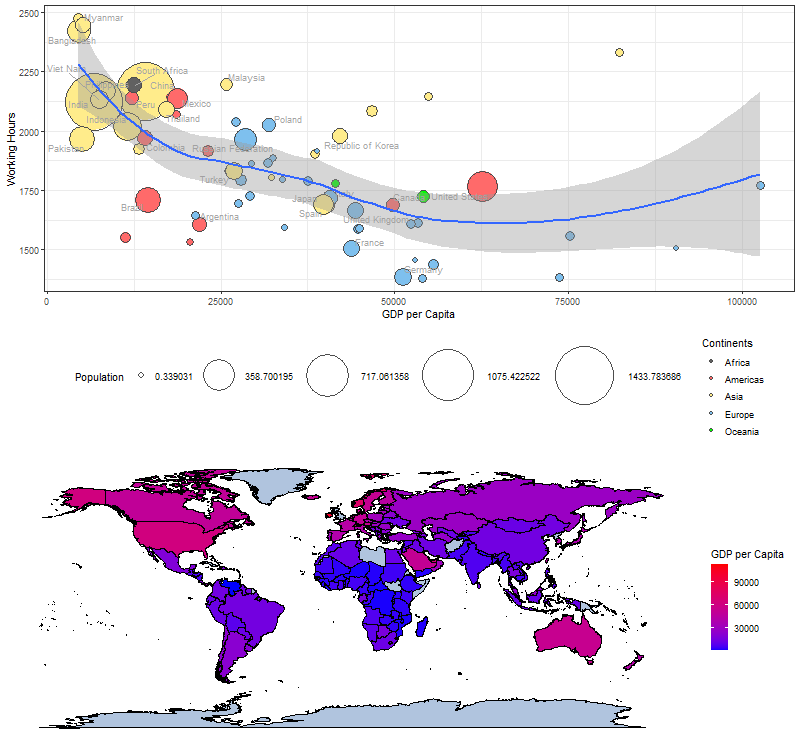 2500
2250
2000
1750
1500
Working Hours
Myanmar
Bangladesh
Viet Nam
South Africa
Malaysia
Philippines
China
India
Peru
Mexico
Indonesia
Thailand
Poland
Pakistan
Colombia
Russian Federation
Republic of Korea
Turkey
Brazil
Japan
Italy
Canada
United States
Spain
Argentina
United Kingdom
France
Germany
0
25000
50000
75000
100000
GDP per Capita
Population
0.339031
358.700195
717.061358
1075.422522
1433.783686
Continents
Africa
Americas
Asia
Europe
Oceania
GDP per Capita
90000
60000
30000